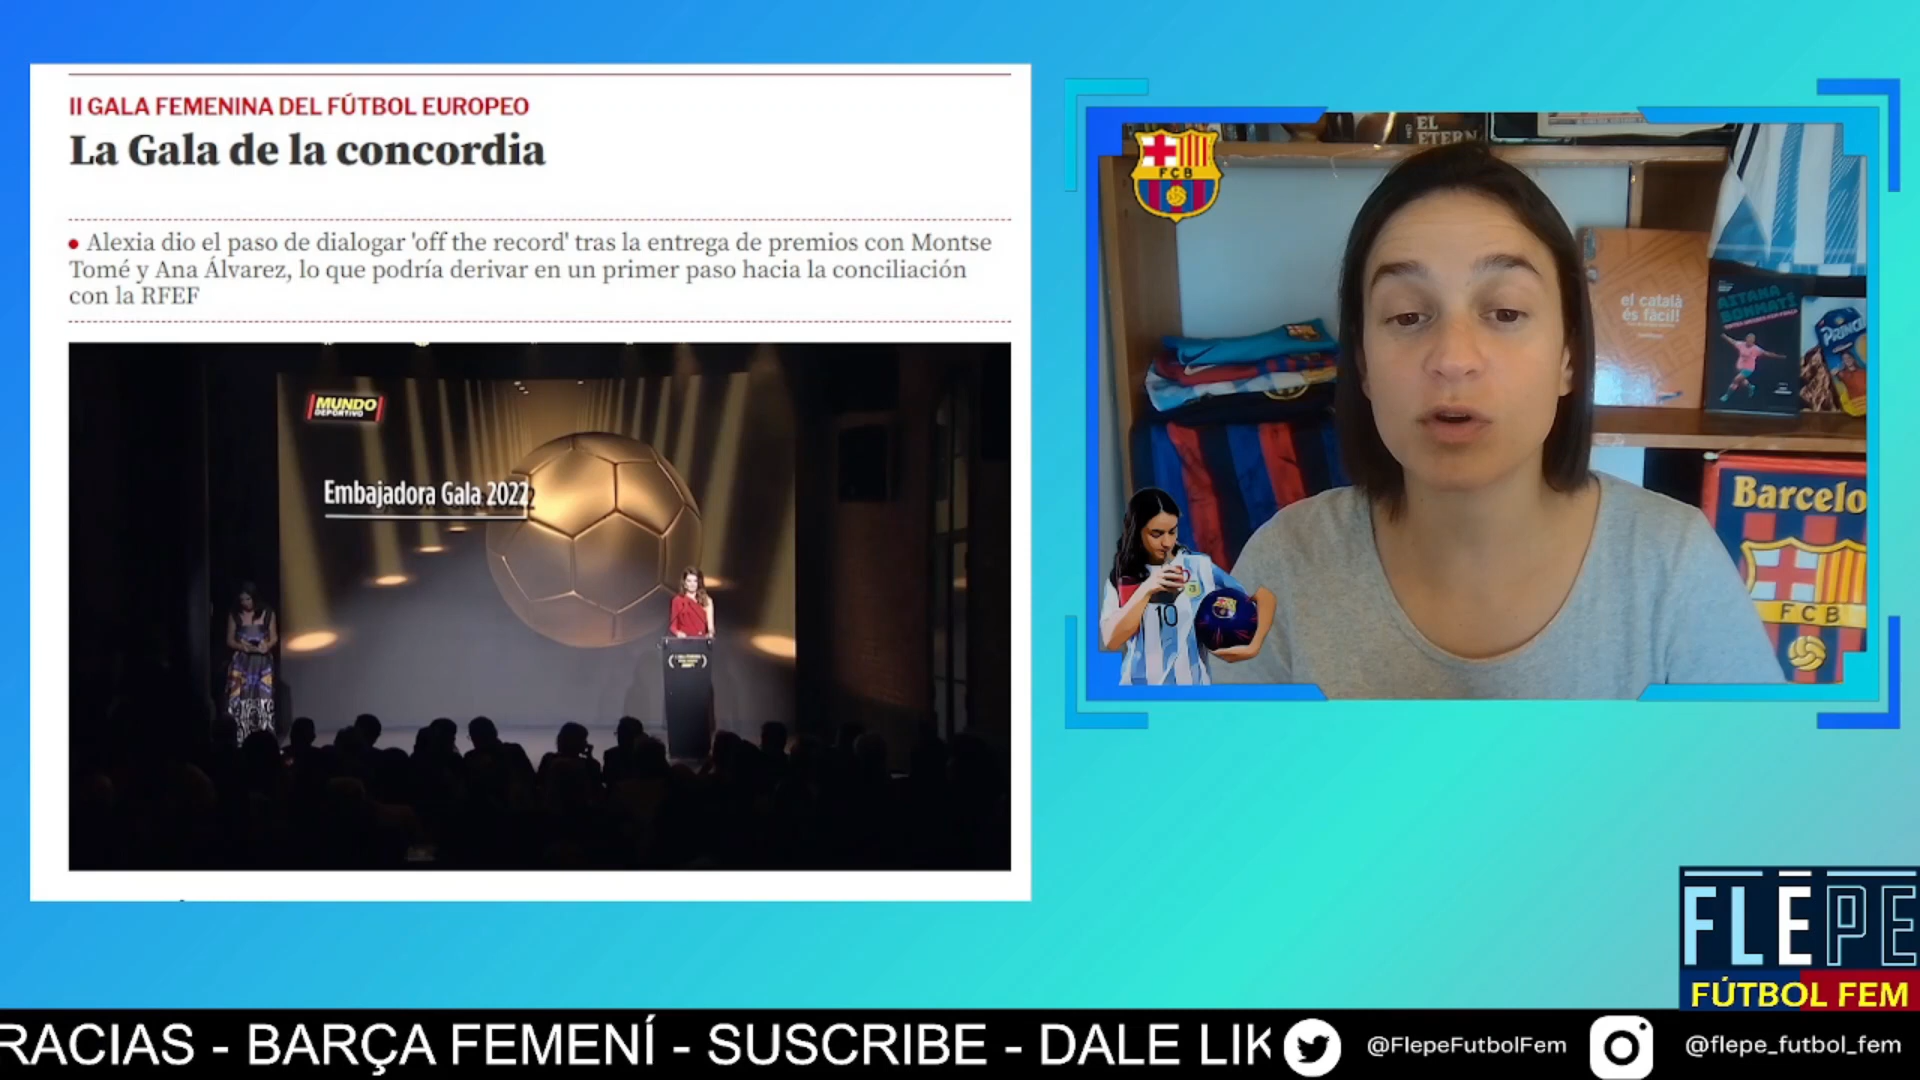 II GALA FEMENINA DEL FÚTBOL EUROPEO
La Gala de la concordia
• Alexia dio el paso de dialogar 'off the record' tras la entrega de premios con Montse
Tomé y Ana Álvarez, lo que podría derivar en un primer paso hacia la conciliación
con la RFEF
MUNDO
DEPORTIVO
Embajadora Gala 2022
EL
ETERN
FCB
el català
és fàcil!
AITANA
BONMATÍ
PRINC
Barcelo
FCB
10
FLEPE
FÚTBOL FEM
RACIAS - BARÇA FEMENÍ - SUSCRIBE - DALE LIK
@FlepeFutbolFem
@flepe_futbol_fem